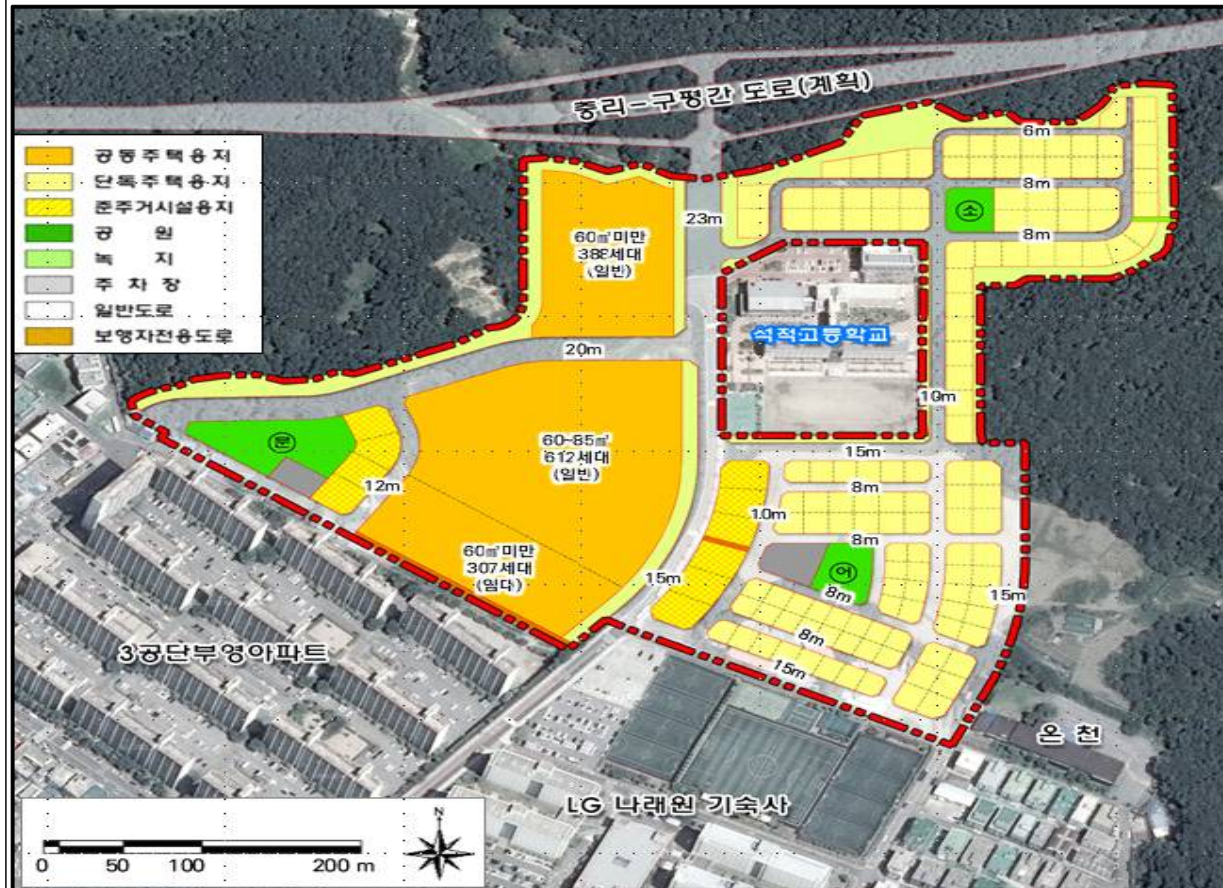 중리-구평간 도로(계획)
공동주택용지
단독주택용지
준주거시설용지
공 원
녹 지
주 차 장
일반도로
보행자전용도로
6m
8m
소
8m
23m
60㎡미만
388세대
(일반)
석적고등학교
20m
10m
문
12m
60-85㎡
612세대
(일반)
15m
8m
10m
8m
어
8m
15m
15m
60㎡미만
307세대
(임대)
8m
15m
3공단부영아파트
온 천
LG 나래원 기숙사
N
0 50 100 200 m